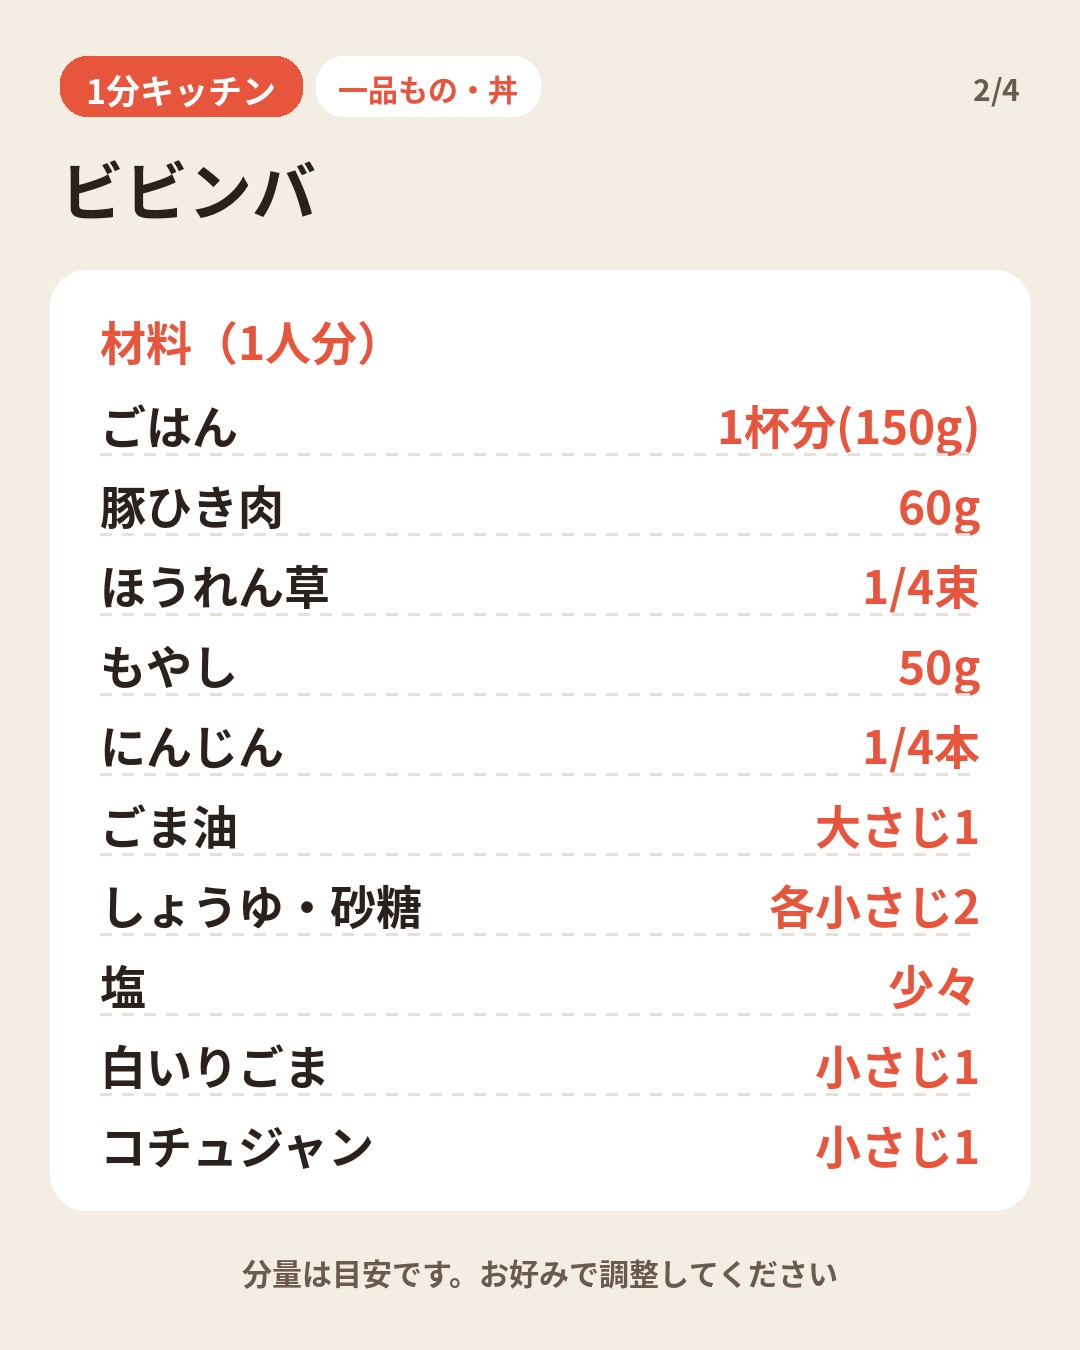 1分キッチン 一品もの・丼 2/4
ビビンバ
材料（1人分）
ごはん 1杯分(150g)
豚ひき肉 60g
ほうれん草 1/4束
もやし 50g
にんじん 1/4本
ごま油 大さじ1
しょうゆ・砂糖 各小さじ2
塩 少々
白いりごま 小さじ1
コチュジャン 小さじ1
分量は目安です。お好みで調整してください